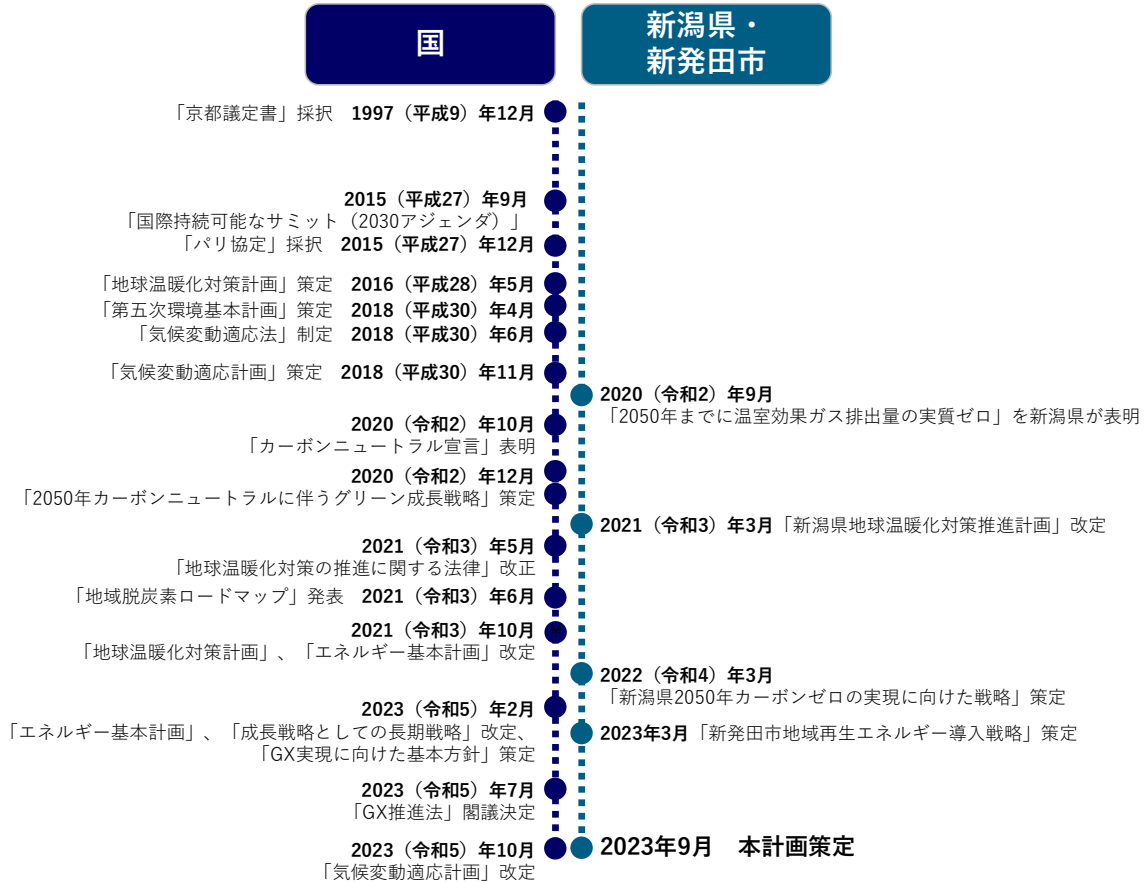 国
新潟県・
新発田市
「京都議定書」採択 1997（平成9）年12月
2015（平成27）年9月
「国際持続可能なサミット（2030アジェンダ）」
「パリ協定」採択 2015（平成27）年12月
「地球温暖化対策計画」策定 2016（平成28）年5月
「第五次環境基本計画」策定 2018（平成30）年4月
「気候変動適応法」制定 2018（平成30）年6月
「気候変動適応計画」策定 2018（平成30）年11月
2020（令和2）年9月
「2050年までに温室効果ガス排出量の実質ゼロ」を新潟県が表明
2020（令和2）年10月
「カーボンニュートラル宣言」表明
2020（令和2）年12月
「2050年カーボンニュートラルに伴うグリーン成長戦略」策定
2021（令和3）年3月「新潟県地球温暖化対策推進計画」改定
2021（令和3）年5月
「地球温暖化対策の推進に関する法律」改正
「地域脱炭素ロードマップ」発表 2021（令和3）年6月
2021（令和3）年10月
「地球温暖化対策計画」、「エネルギー基本計画」改定
2022（令和4）年3月
「新潟県2050年カーボンゼロの実現に向けた戦略」策定
2023（令和5）年2月
「エネルギー基本計画」、「成長戦略としての長期戦略」改定、
「GX実現に向けた基本方針」策定
2023年3月「新発田市地域再生エネルギー導入戦略」策定
2023（令和5）年7月
「GX推進法」閣議決定
2023（令和5）年10月
「気候変動適応計画」改定
2023年9月 本計画策定